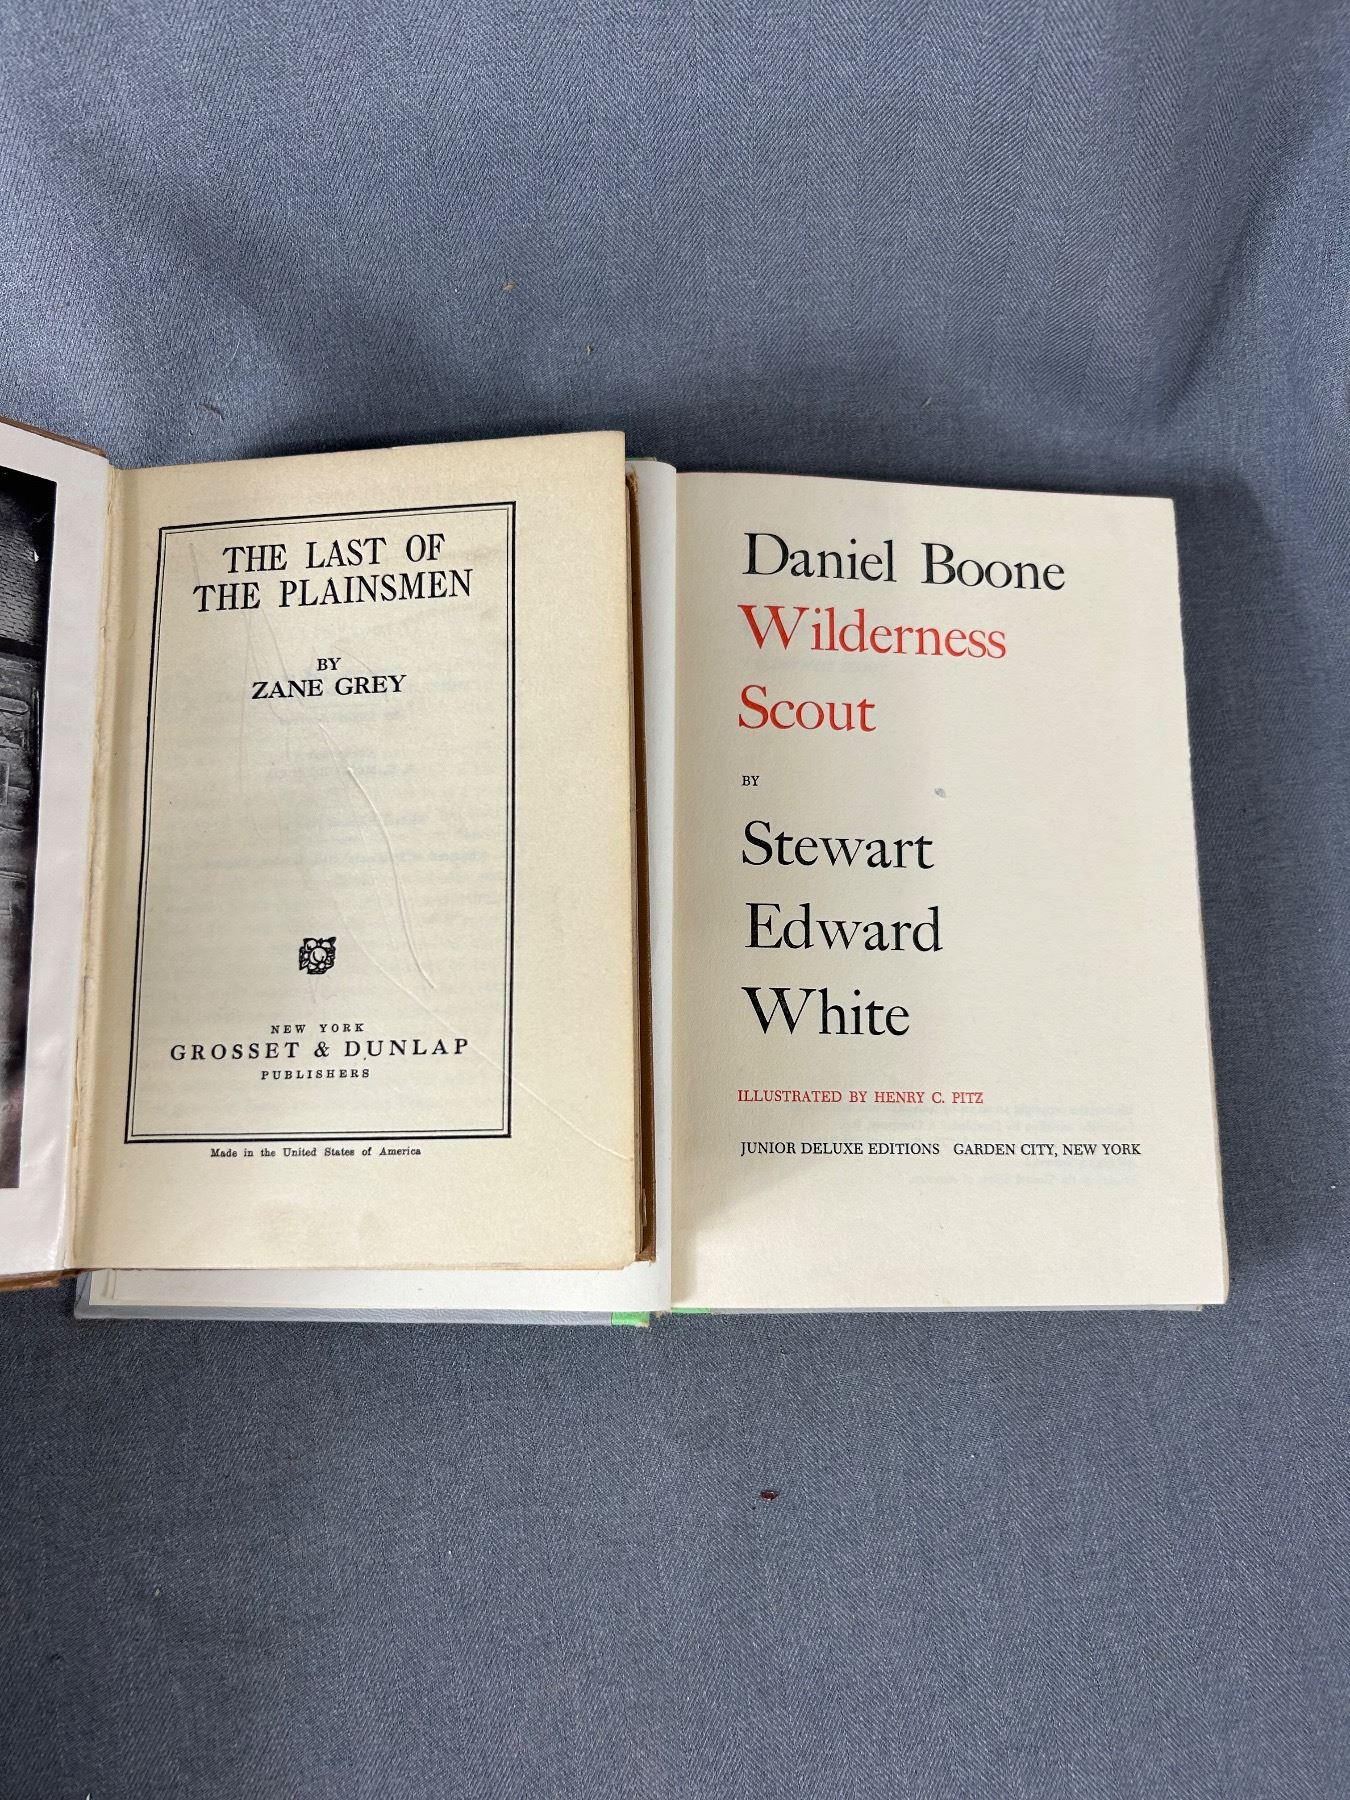 THE LAST OF
THE PLAINSMEN
BY
ZANE GREY
NEW YORK
GROSSET & DUNLAP
PUBLISHERS
Made in the United States of America
Daniel Boone
Wilderness
Scout
BY
Stewart
Edward
White
ILLUSTRATED BY HENRY C. PITZ
JUNIOR DELUXE EDITIONS GARDEN CITY, NEW YORK